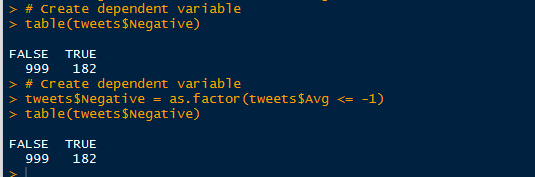 > # Create dependent variable
> table(tweets$Negative)
FALSE  TRUE
  999   182
> # Create dependent variable
> tweets$Negative = as.factor(tweets$Avg <= -1)
> table(tweets$Negative)
FALSE  TRUE
  999   182
>